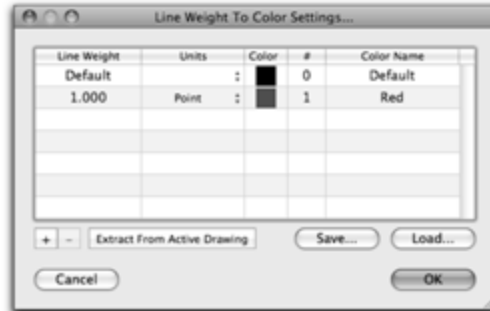 Line Weight To Color Settings...
Line Weight Units Color # Color Name
Default 0 Default
1.000 Point 1 Red
+ - Extract From Active Drawing Save... Load...
Cancel OK